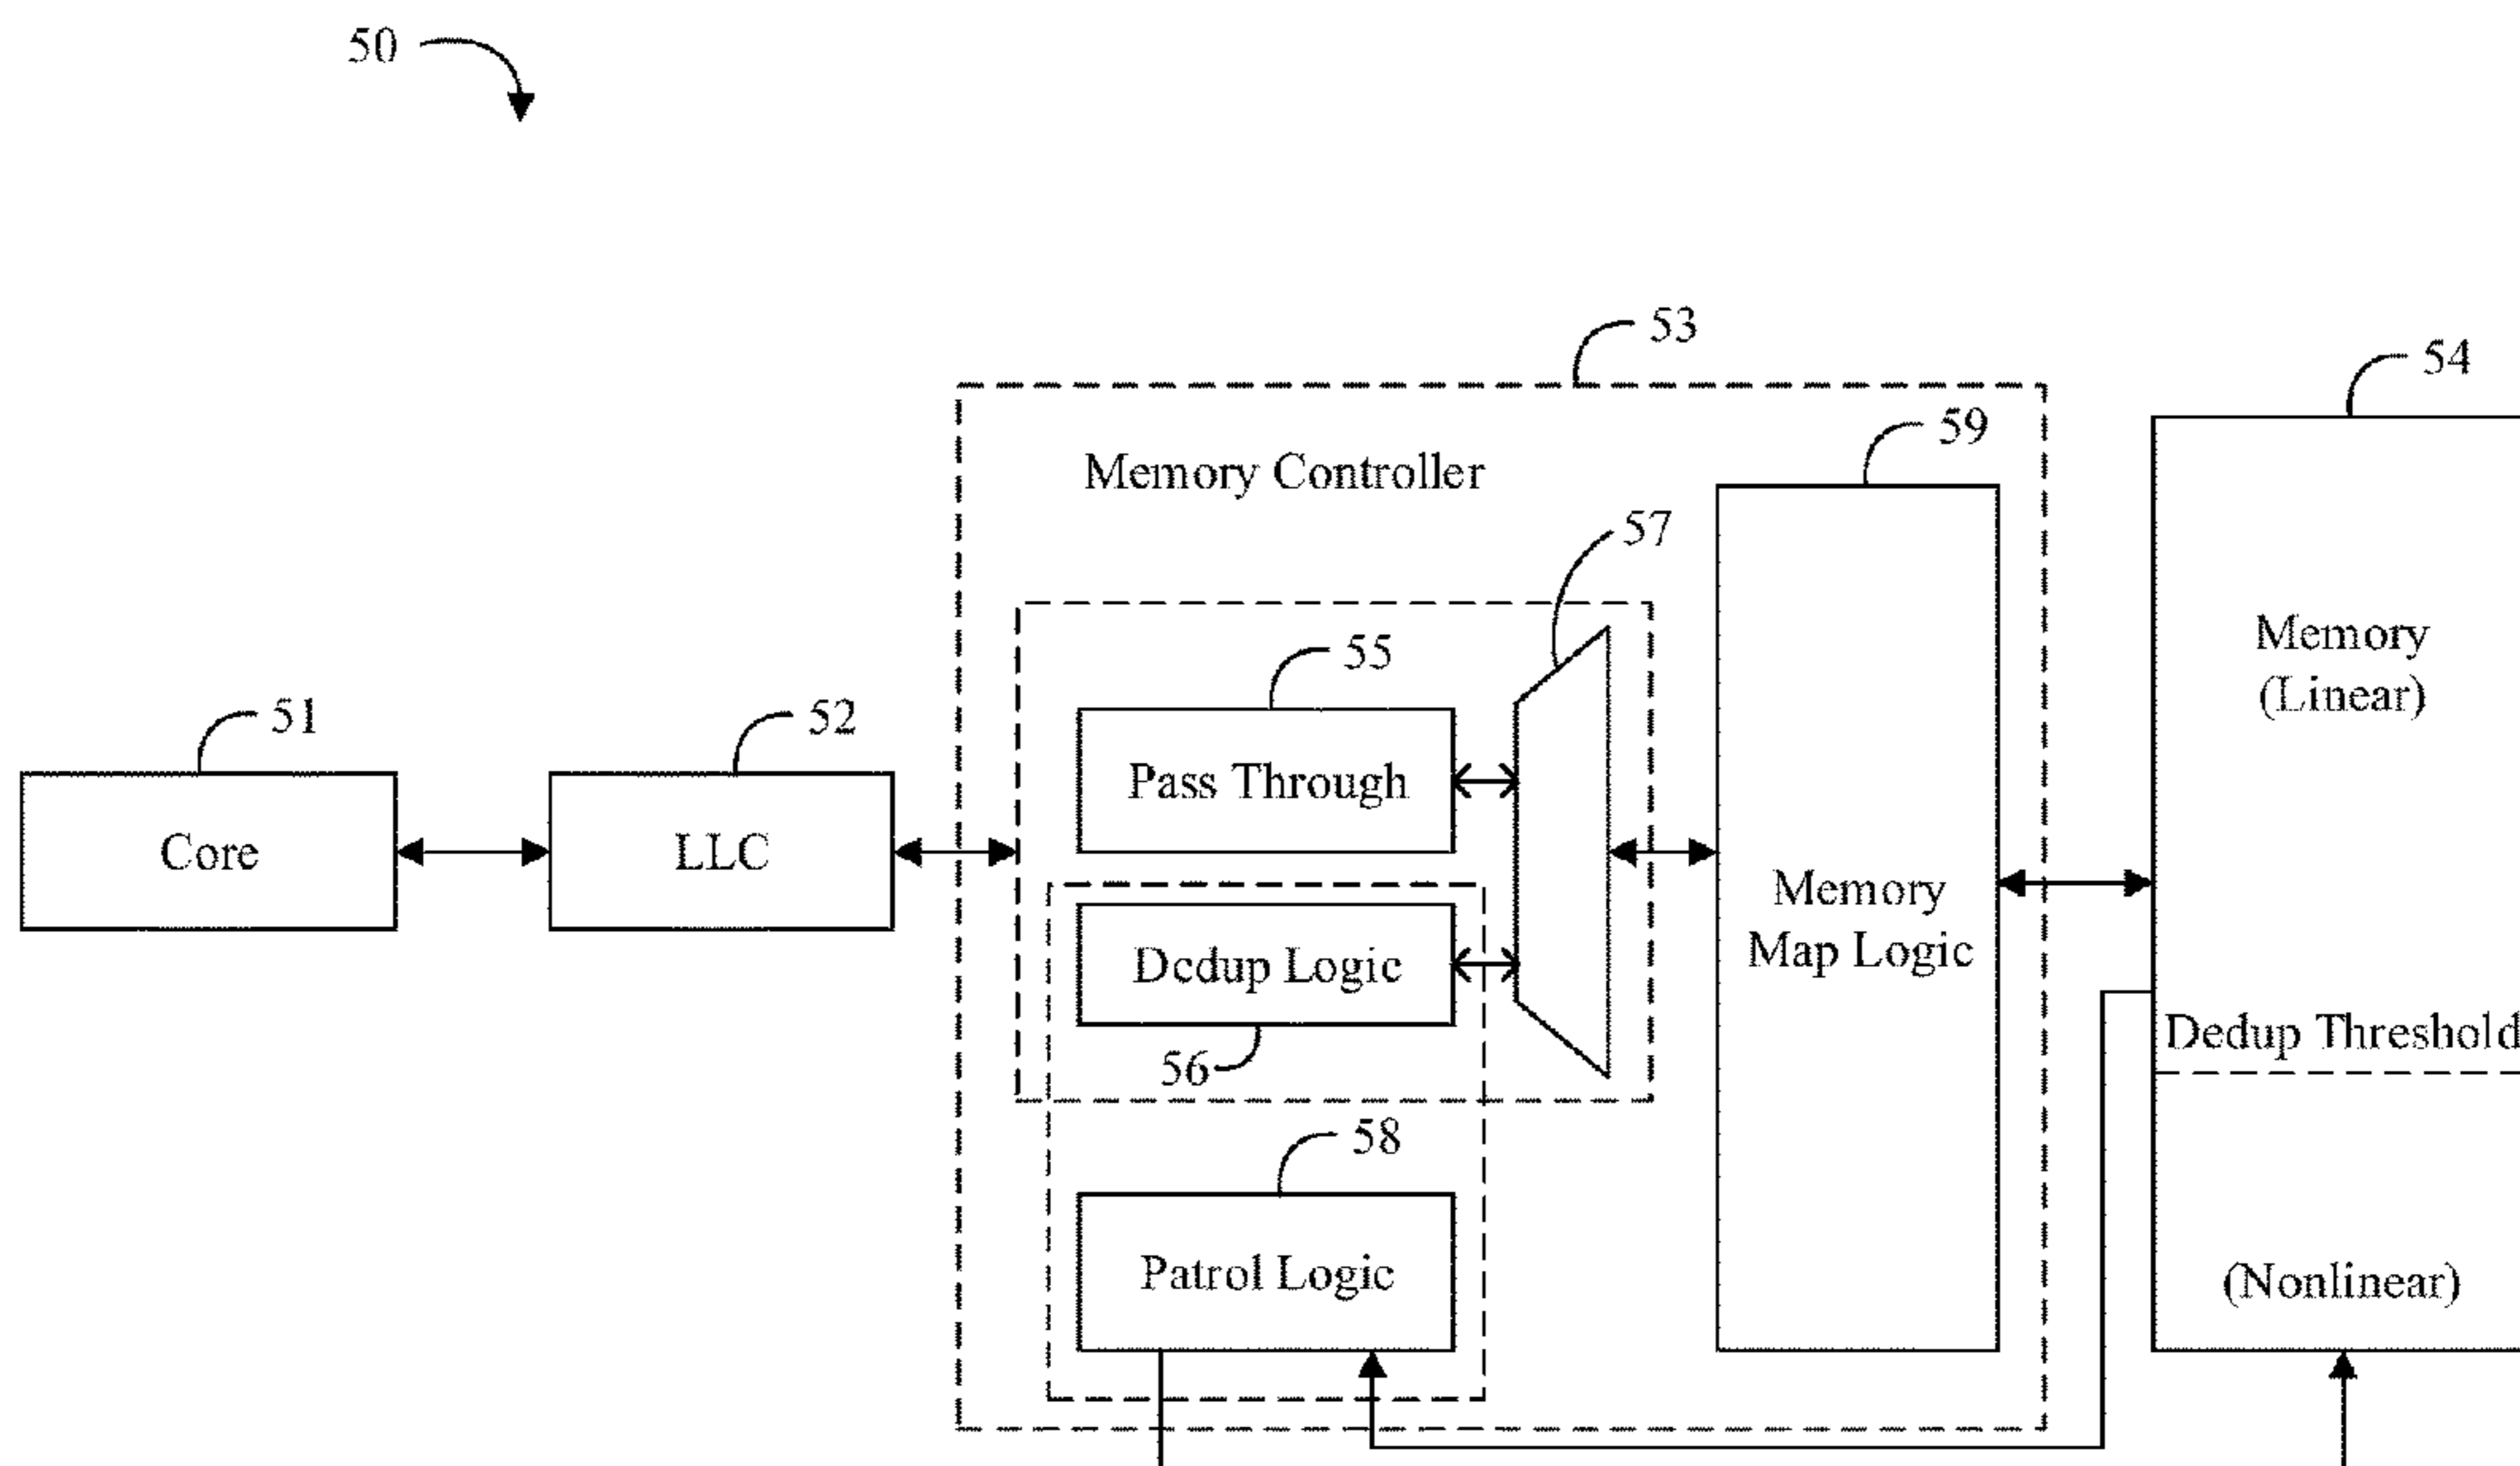 50
53
54
59
Memory Controller
57
Memory
(Linear)
55
51
52
Pass Through
Core
LLC
Memory
Map Logic
Dedup Logic
Dedup Threshold
56
58
Patrol Logic
(Nonlinear)